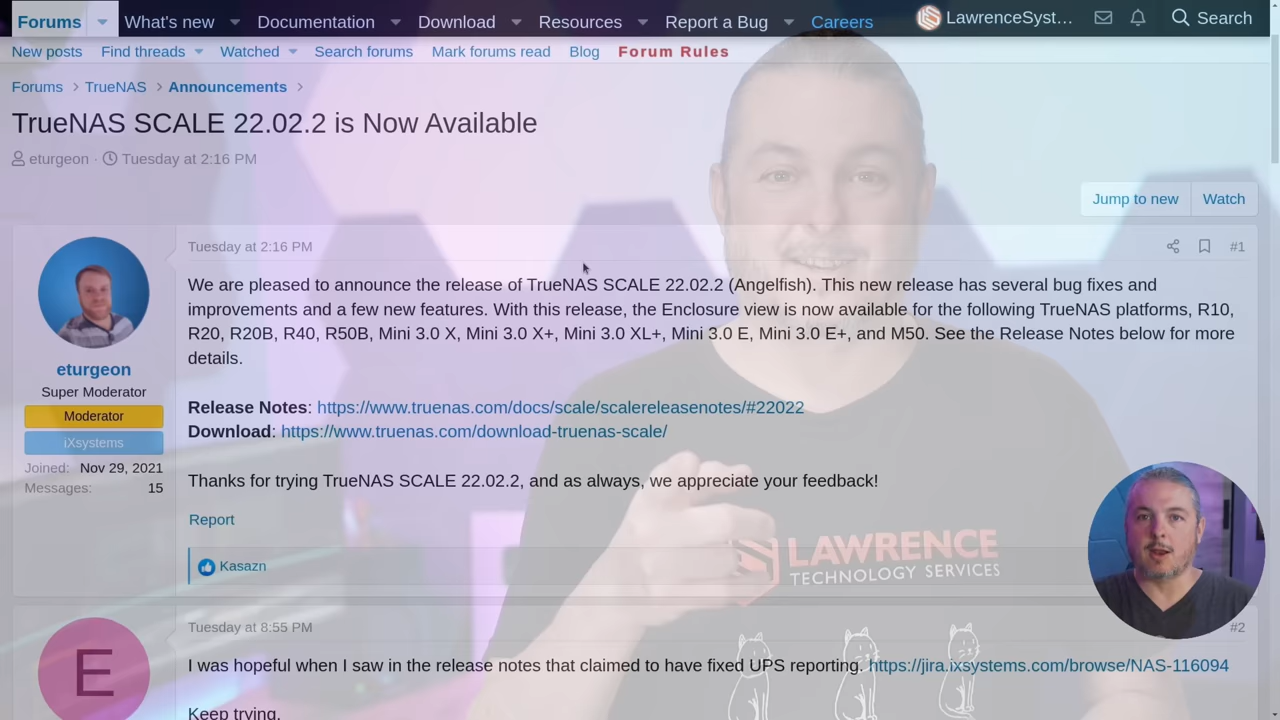 Forums What's new Documentation Download Resources Report a Bug Careers LawrenceSyst... Search
New posts Find threads Watched Search forums Mark forums read Blog Forum Rules
Forums TrueNAS Announcements
TrueNAS SCALE 22.02.2 is Now Available
eturgeon · Tuesday at 2:16 PM
Jump to new Watch
Tuesday at 2:16 PM #1
We are pleased to announce the release of TrueNAS SCALE 22.02.2 (Angelfish). This new release has several bug fixes and
improvements and a few new features. With this release, the Enclosure view is now available for the following TrueNAS platforms, R10,
R20, R20B, R40, R50B, Mini 3.0 X, Mini 3.0 X+, Mini 3.0 XL+, Mini 3.0 E, Mini 3.0 E+, and M50. See the Release Notes below for more
details.
eturgeon
Super Moderator
Moderator
iXsystems
Joined: Nov 29, 2021
Messages: 15
Release Notes: https://www.truenas.com/docs/scale/scalereleasenotes/#22022
Download: https://www.truenas.com/download-truenas-scale/
Thanks for trying TrueNAS SCALE 22.02.2, and as always, we appreciate your feedback!
Report
Kasazn
LAWRENCE
TECHNOLOGY SERVICES
Tuesday at 8:55 PM #2
E
I was hopeful when I saw in the release notes that claimed to have fixed UPS reporting. https://jira.ixsystems.com/browse/NAS-116094
Keep trying.